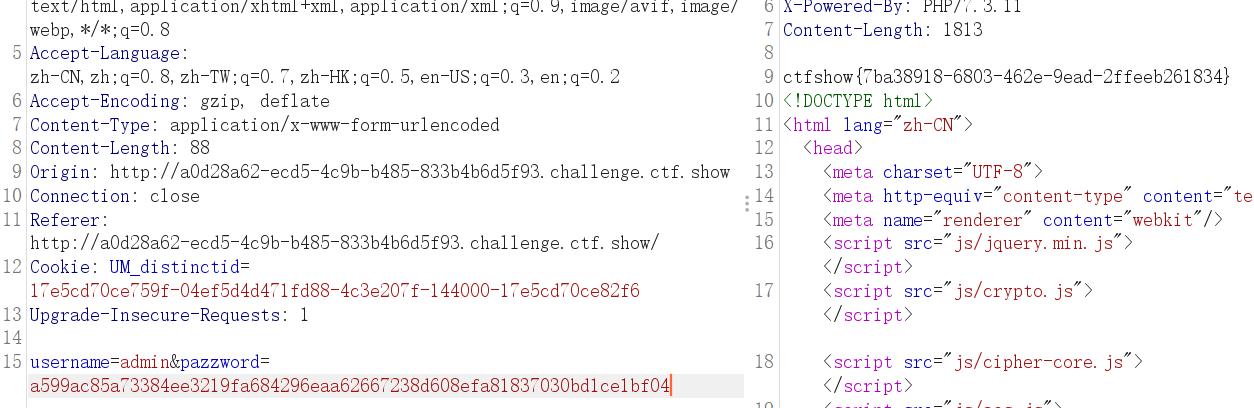 text/html,application/xhtml+xml,application/xml;q=0.9,image/avif,image/
webp,*/*;q=0.8
5 Accept-Language:
zh-CN,zh;q=0.8,zh-TW;q=0.7,zh-HK;q=0.5,en-US;q=0.3,en;q=0.2
6 Accept-Encoding: gzip, deflate
7 Content-Type: application/x-www-form-urlencoded
8 Content-Length: 88
9 Origin: http://a0d28a62-ecd5-4c9b-b485-833b4b6d5f93.challenge.ctf.show
10 Connection: close
11 Referer:
http://a0d28a62-ecd5-4c9b-b485-833b4b6d5f93.challenge.ctf.show/
12 Cookie: UM_distinctid=
17e5cd70ce759f-04ef5d4d471fd88-4c3e207f-144000-17e5cd70ce82f6
13 Upgrade-Insecure-Requests: 1
14
15 username=admin&pazzword=
a599ac85a73384ee3219fa684296eaa62667238d608efa81837030bd1ce1bf04
6 X-Powered-By: PHP/7.3.11
7 Content-Length: 1813
8
9 ctfshow{7ba38918-6803-462e-9ead-2ffeeb261834}
10 <!DOCTYPE html>
11 <html lang="zh-CN">
12 <head>
13 <meta charset="UTF-8">
14 <meta http-equiv="content-type" content="te
15 <meta name="renderer" content="webkit"/>
16 <script src="js/jquery.min.js">
</script>
17 <script src="js/crypto.js">
</script>
18 <script src="js/cipher-core.js">
</script>